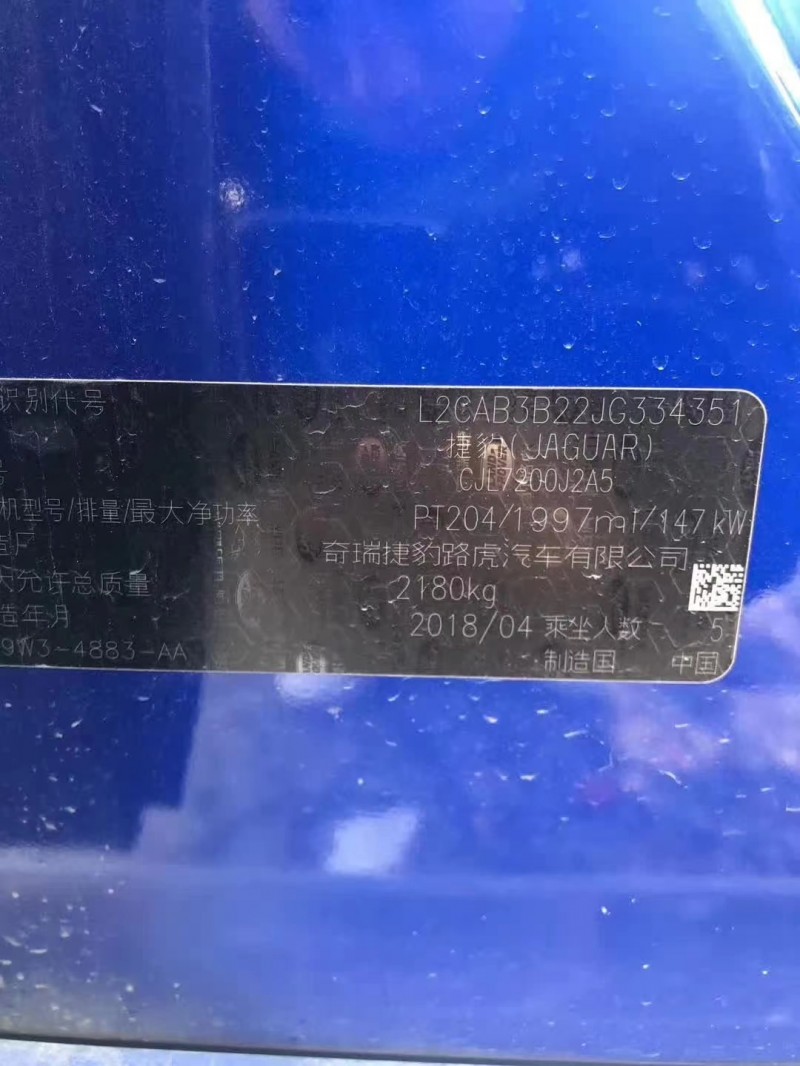 识别代号 L2CAB3B22JG334351
捷豹(JAGUAR)
号 CJL7200J2A5
机型号/排量/最大净功率 PT204/1997ml/147kW
造厂 奇瑞捷豹路虎汽车有限公司
大允许总质量 2180kg
造年月 2018/04 乘坐人数 5
9W3-4883-AA 制造国 中国